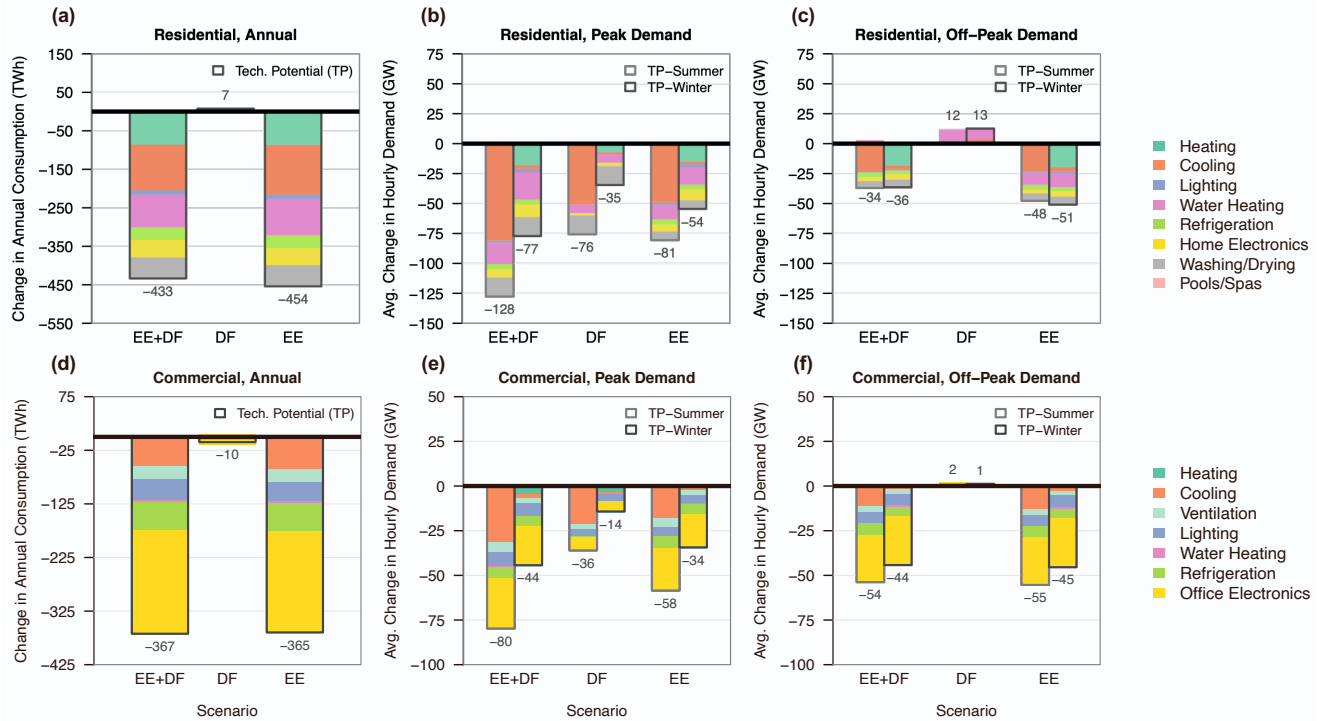 (a)
Residential, Annual
Change in Annual Consumption (TWh)
150
50
−50
−150
−250
−350
−450
−550
Tech. Potential (TP)
7
−433
−454
EE+DF DF EE
(b)
Residential, Peak Demand
Avg. Change in Hourly Demand (GW)
75
50
25
0
−25
−50
−75
−100
−125
−150
TP−Summer
TP−Winter
−128
−77
−76
−35
−81
−54
EE+DF DF EE
(c)
Residential, Off−Peak Demand
Avg. Change in Hourly Demand (GW)
75
50
25
0
−25
−50
−75
−100
−125
−150
TP−Summer
TP−Winter
−34
−36
12
13
−48
−51
EE+DF DF EE
Heating
Cooling
Lighting
Water Heating
Refrigeration
Home Electronics
Washing/Drying
Pools/Spas
(d)
Commercial, Annual
Change in Annual Consumption (TWh)
75
−25
−125
−225
−325
−425
Tech. Potential (TP)
−367
−10
−365
EE+DF DF EE
Scenario
(e)
Commercial, Peak Demand
Avg. Change in Hourly Demand (GW)
50
25
0
−25
−50
−75
−100
TP−Summer
TP−Winter
−80
−44
−36
−14
−58
−34
EE+DF DF EE
Scenario
(f)
Commercial, Off−Peak Demand
Avg. Change in Hourly Demand (GW)
50
25
0
−25
−50
−75
−100
TP−Summer
TP−Winter
−54
−44
2
1
−55
−45
EE+DF DF EE
Scenario
Heating
Cooling
Ventilation
Lighting
Water Heating
Refrigeration
Office Electronics